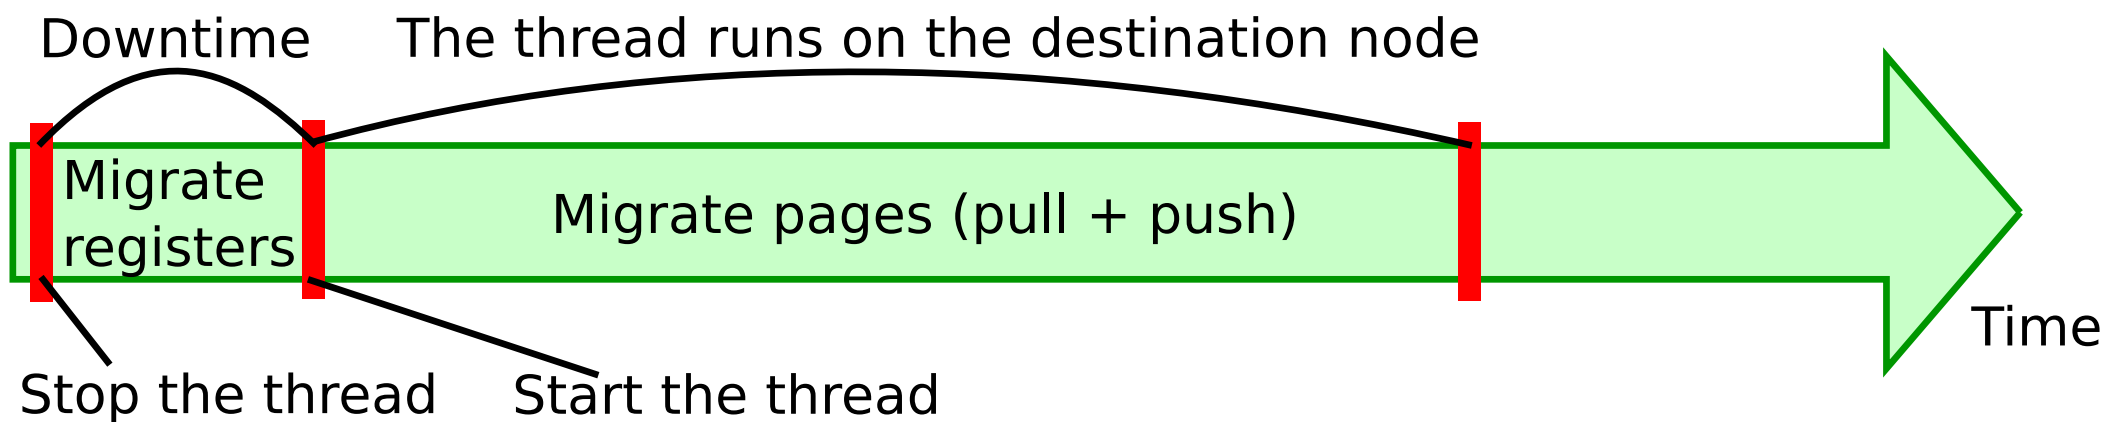 Downtime
The thread runs on the destination node
Migrate
registers
Migrate pages (pull + push)
Time
Stop the thread
Start the thread